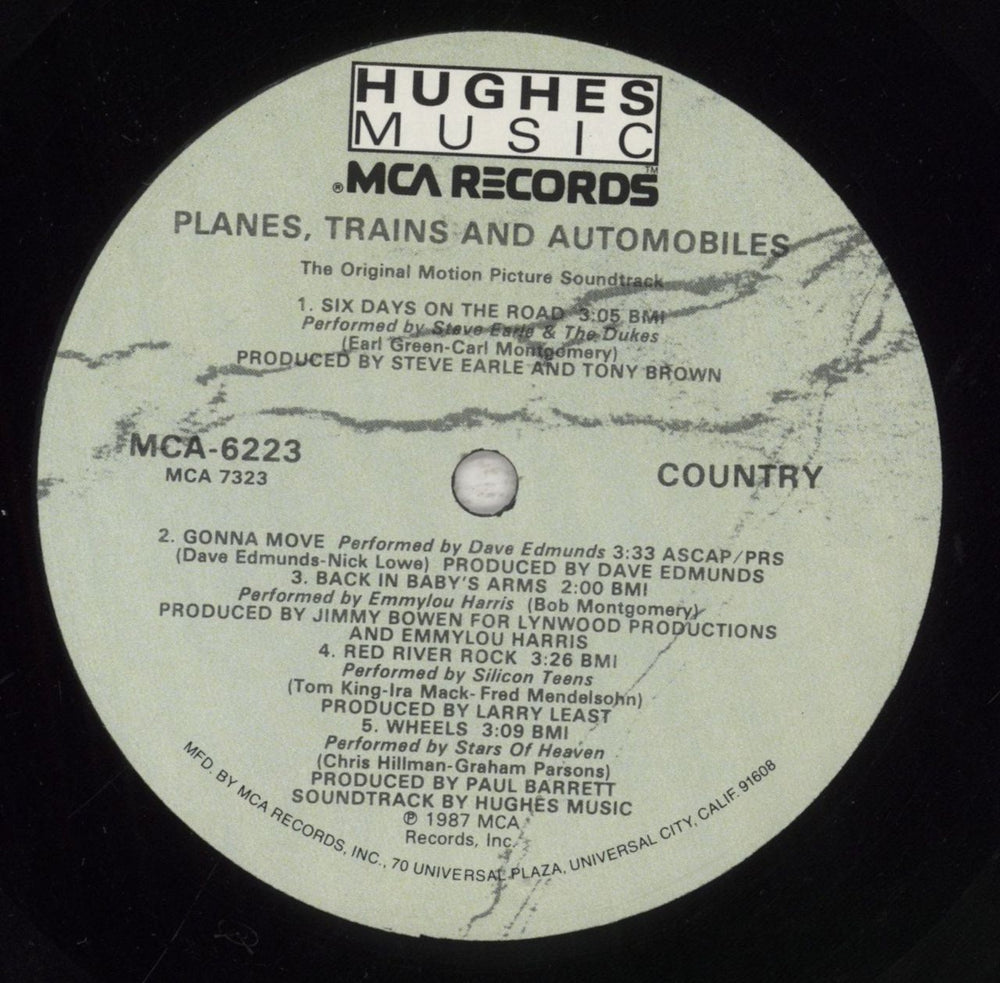 HUGHES
MUSIC
®MCA RECORDS™
PLANES, TRAINS AND AUTOMOBILES
The Original Motion Picture Soundtrack
1. SIX DAYS ON THE ROAD 3:05 BMI
Performed by Steve Earle & The Dukes
(Earl Green-Carl Montgomery)
PRODUCED BY STEVE EARLE AND TONY BROWN
MCA-6223
MCA 7323
COUNTRY
2. GONNA MOVE Performed by Dave Edmunds 3:33 ASCAP/PRS
(Dave Edmunds-Nick Lowe) PRODUCED BY DAVE EDMUNDS
3. BACK IN BABY'S ARMS 2:00 BMI
Performed by Emmylou Harris (Bob Montgomery)
PRODUCED BY JIMMY BOWEN FOR LYNWOOD PRODUCTIONS
AND EMMYLOU HARRIS
4. RED RIVER ROCK 3:26 BMI
Performed by Silicon Teens
(Tom King-Ira Mack-Fred Mendelsohn)
PRODUCED BY LARRY LEAST
5. WHEELS 3:09 BMI
Performed by Stars Of Heaven
(Chris Hillman-Graham Parsons)
PRODUCED BY PAUL BARRETT
SOUNDTRACK BY HUGHES MUSIC
℗ 1987 MCA
Records, Inc.
MFD. BY MCA RECORDS, INC., 70 UNIVERSAL PLAZA, UNIVERSAL CITY, CALIF. 91608